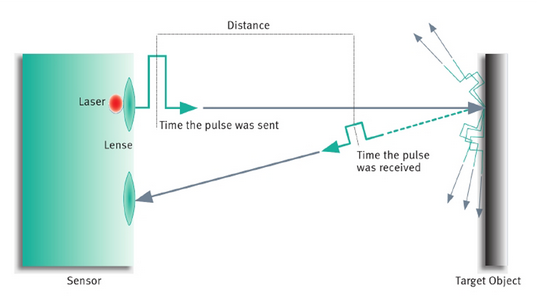 Distance
Laser
Lense
Time the pulse was sent
Time the pulse
was received
Sensor
Target Object